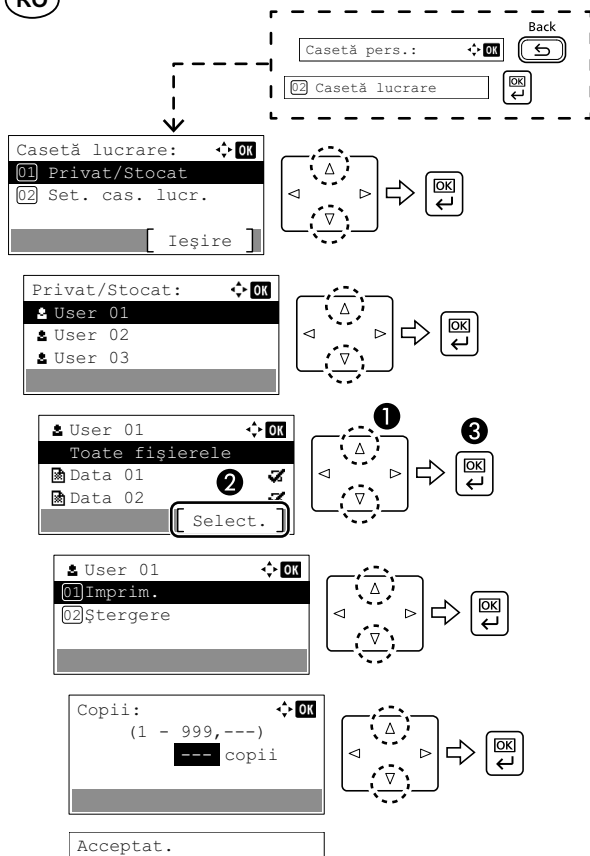 RO
Back
Casetă pers.: OK
02 Casetă lucrare OK
Casetă lucrare: OK
01 Privat/Stocat
02 Set. cas. lucr.
[ Ieşire ]
OK
Privat/Stocat: OK
User 01
User 02
User 03
OK
User 01 OK
Toate fişierele
Data 01
Data 02
[ Select. ]
1
2
3
OK
User 01 OK
01 Imprim.
02 Ştergere
OK
Copii: OK
(1 - 999,---)
--- copii
OK
Acceptat.